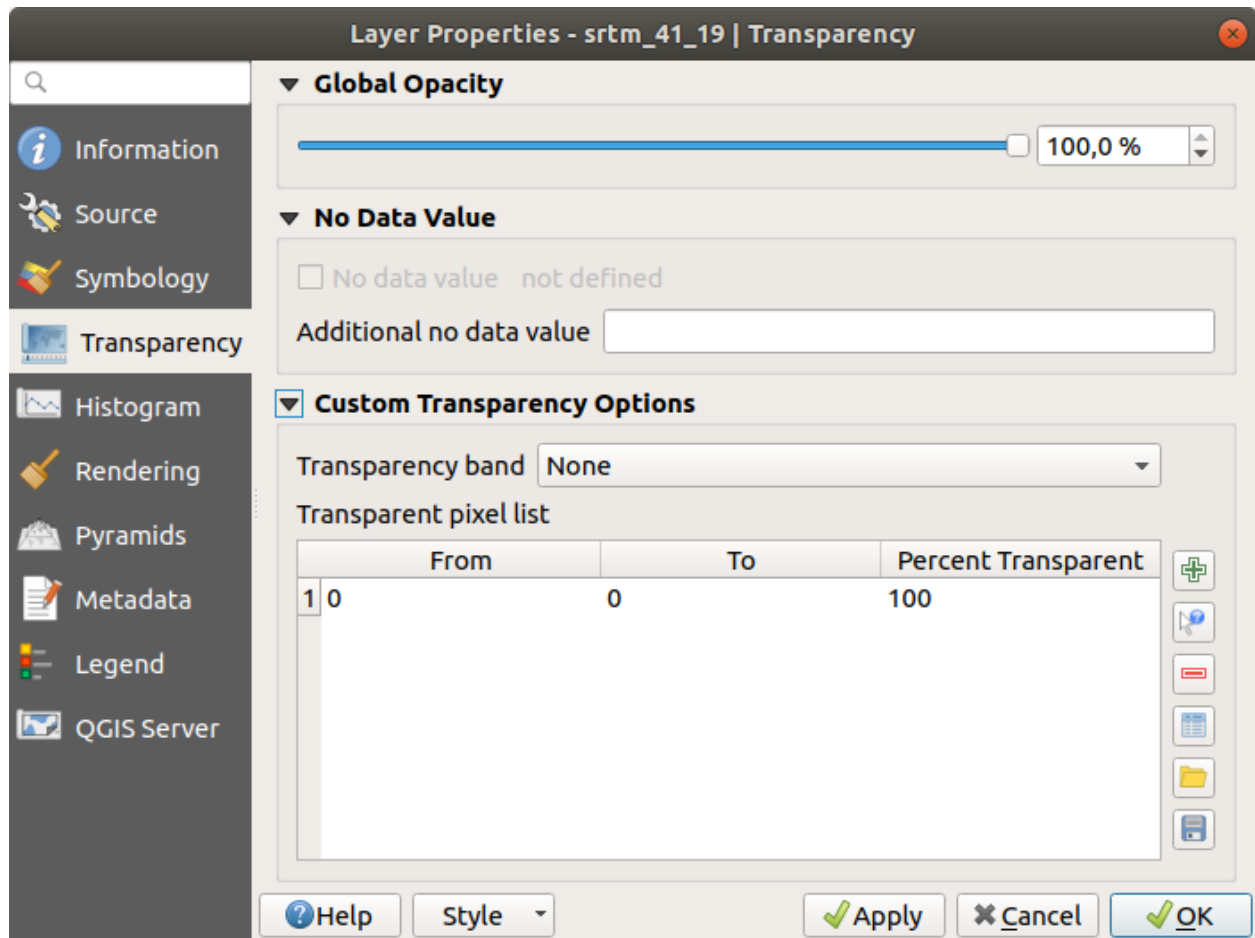 Layer Properties - srtm_41_19 | Transparency
Information
Source
Symbology
Transparency
Histogram
Rendering
Pyramids
Metadata
Legend
QGIS Server
Global Opacity
100,0 %
No Data Value
No data value not defined
Additional no data value
Custom Transparency Options
Transparency band None
Transparent pixel list
From To Percent Transparent
1 0 0 100
Help Style Apply Cancel OK